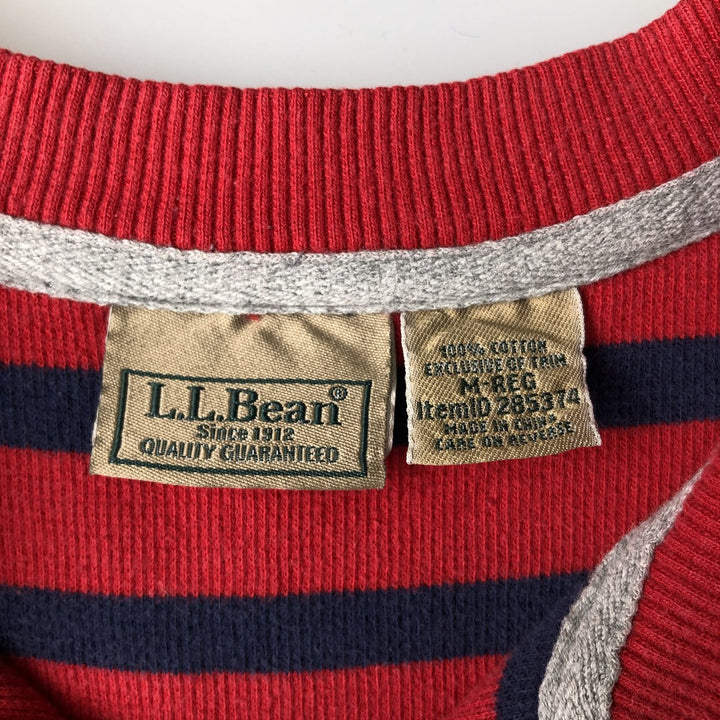 L.L.Bean®
Since 1912
QUALITY GUARANTEED
100% COTTON
EXCLUSIVE OF TRIM
M-REG
ItemID 285374
MADE IN CHINA
CARE ON REVERSE